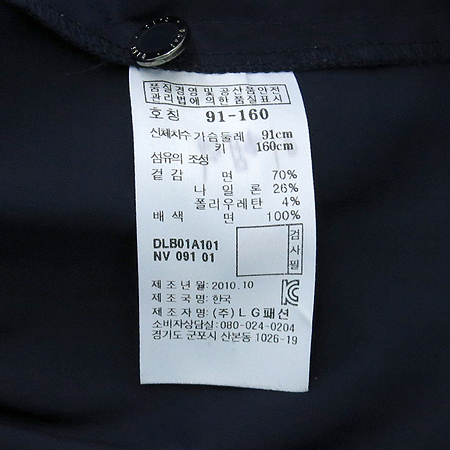 품질경영 및 공산품안전
관리법에 의한 품질표시
호칭 91-160
신체치수 가슴둘레 91cm
키 160cm
섬유의 조성
겉감 면 70%
나일론 26%
폴리우레탄 4%
배색 면 100%
DLB01A101
NV 091 01
검사필
제조년월: 2010.10
제조국명: 한국
제조자명: (주)LG패션
소비자상담실: 080-024-0204
경기도 군포시 산본동 1026-19